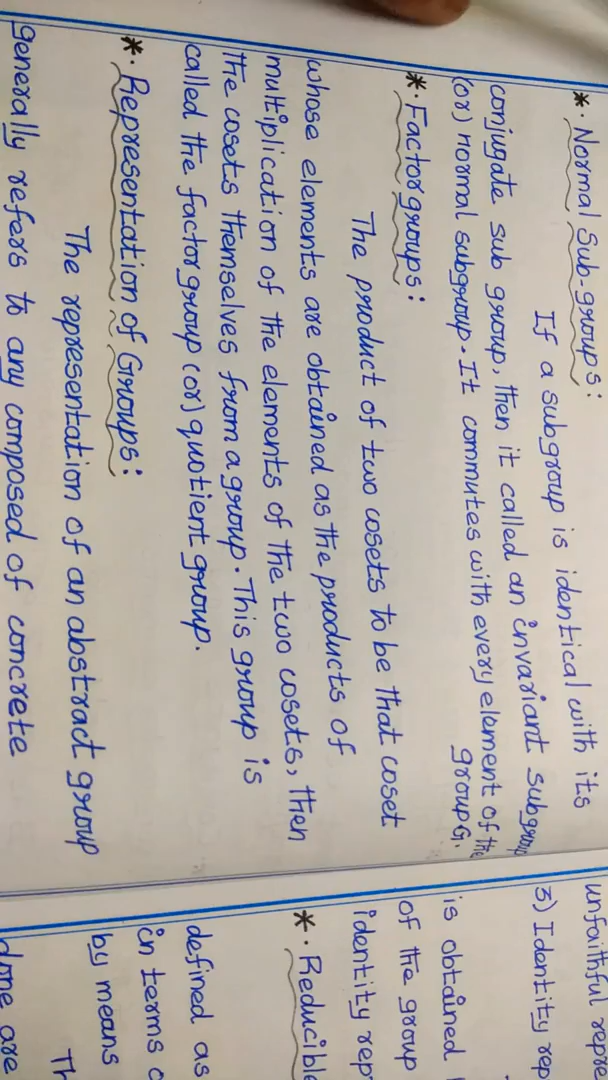 *. Normal Sub-groups:
If a subgroup is identical with its
conjugate sub group, then it called an invariant subgroup
(or) normal subgroup. It commutes with every element of the
group G.
*. Factor groups:
The product of two cosets to be that coset
whose elements are obtained as the products of
multiplication of the elements of the two cosets, then
the cosets themselves from a group. This group is
called the factor group (or) quotient group.
*. Representation of Groups:
The representation of an abstract group
generally refers to any composed of concrete
unfaithful repre
3) Identity rep
is obtained
of the group
identity rep
*. Reducible
defined as
in terms
by means
Th
done are